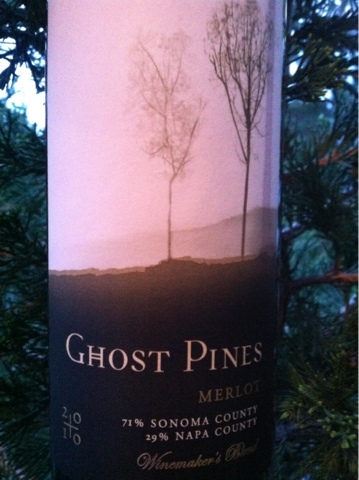 GHOST PINES
MERLOT
2010
71% SONOMA COUNTY
29% NAPA COUNTY
Winemaker's Blend